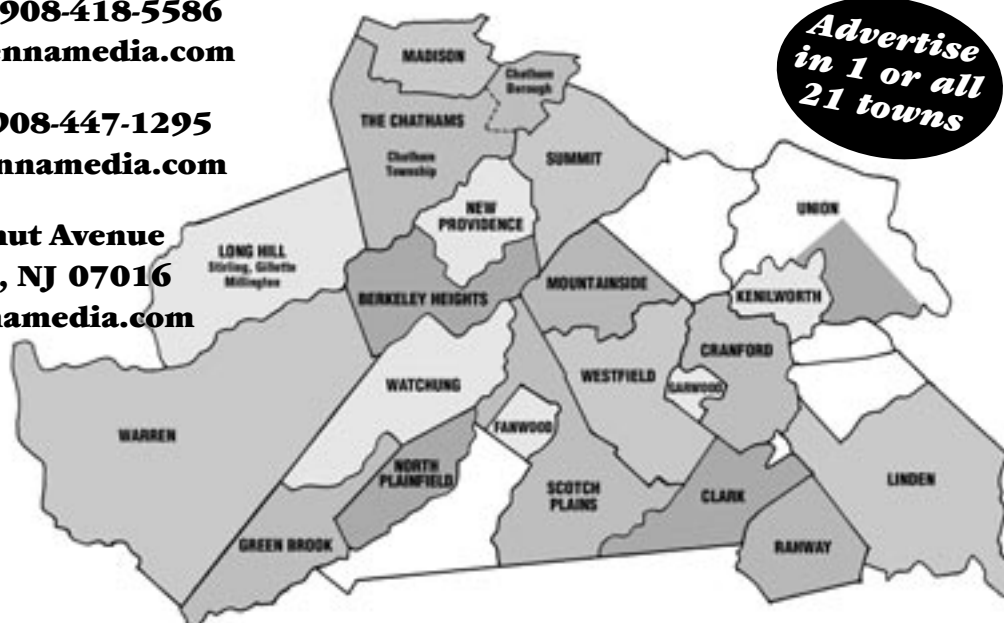 908-418-5586
ennamedia.com
908-447-1295
nnamedia.com
nut Avenue
, NJ 07016
namedia.com
Advertise
in 1 or all
21 towns
MADISON
Chatham
Borough
THE CHATHAMS
Chatham
Township
SUMMIT
NEW
PROVIDENCE
UNION
LONG HILL
Stirling, Gillette
Millington
BERKELEY HEIGHTS
MOUNTAINSIDE
KENILWORTH
CRANFORD
WATCHUNG
WESTFIELD
GARWOOD
WARREN
FANWOOD
NORTH
PLAINFIELD
SCOTCH
PLAINS
CLARK
LINDEN
GREEN BROOK
RAHWAY